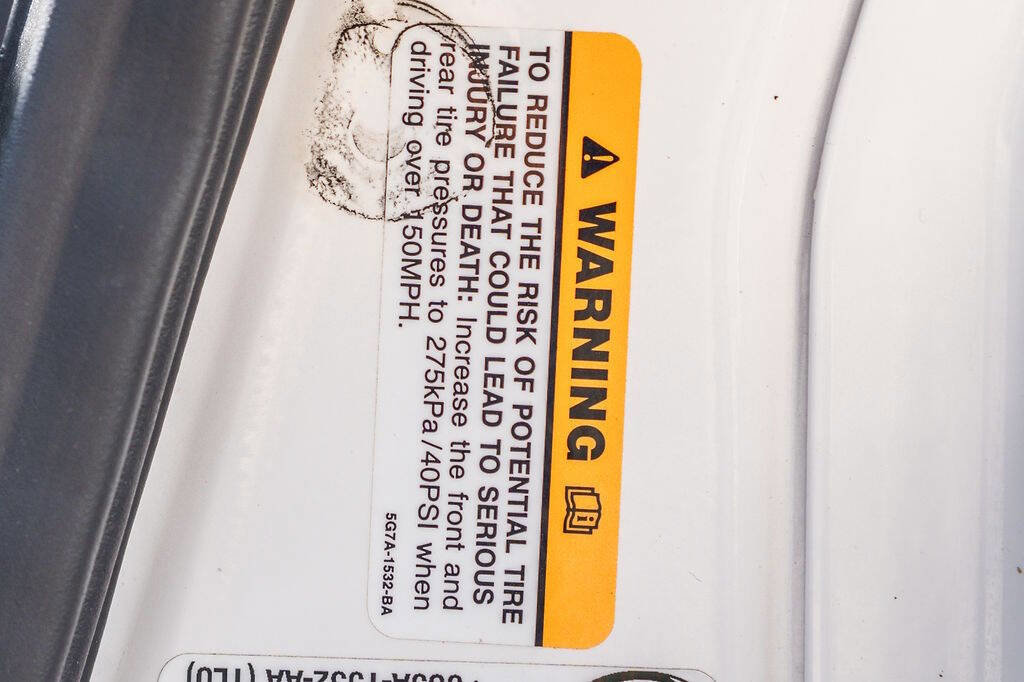 WARNING
TO REDUCE THE RISK OF POTENTIAL TIRE
FAILURE THAT COULD LEAD TO SERIOUS
INJURY OR DEATH: Increase the front and
rear tire pressures to 275kPa/40PSI when
driving over 150MPH.
5G7A-1532-BA